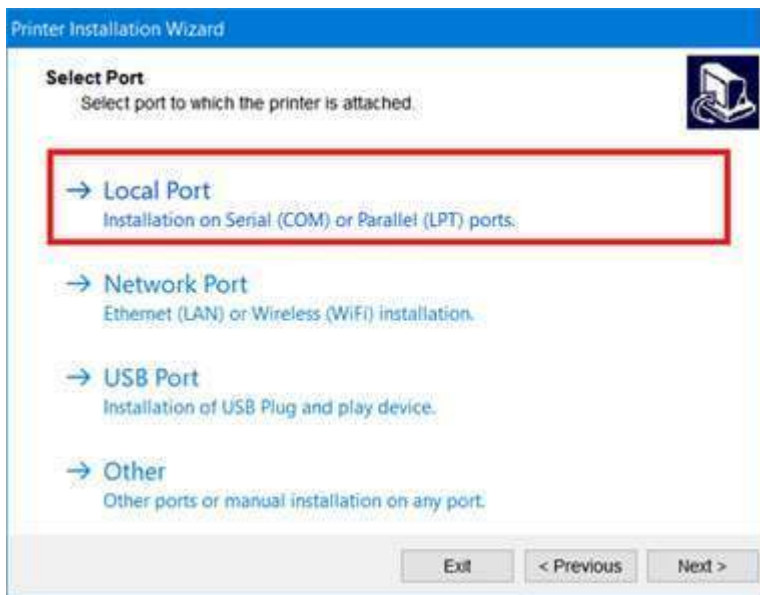 Printer Installation Wizard
Select Port
Select port to which the printer is attached.
Local Port
Installation on Serial (COM) or Parallel (LPT) ports.
Network Port
Ethernet (LAN) or Wireless (WiFi) installation.
USB Port
Installation of USB Plug and play device.
Other
Other ports or manual installation on any port.
Exit < Previous Next >